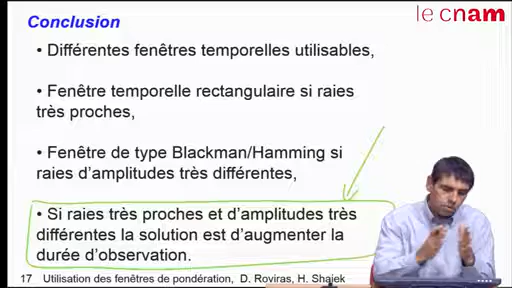 le cnam
Conclusion
• Différentes fenêtres temporelles utilisables,
• Fenêtre temporelle rectangulaire si raies
très proches,
• Fenêtre de type Blackman/Hamming si
raies d'amplitudes très différentes,
• Si raies très proches et d'amplitudes très
différentes la solution est d'augmenter la
durée d'observation.
17 Utilisation des fenêtres de pondération, D. Roviras, H. Shajek